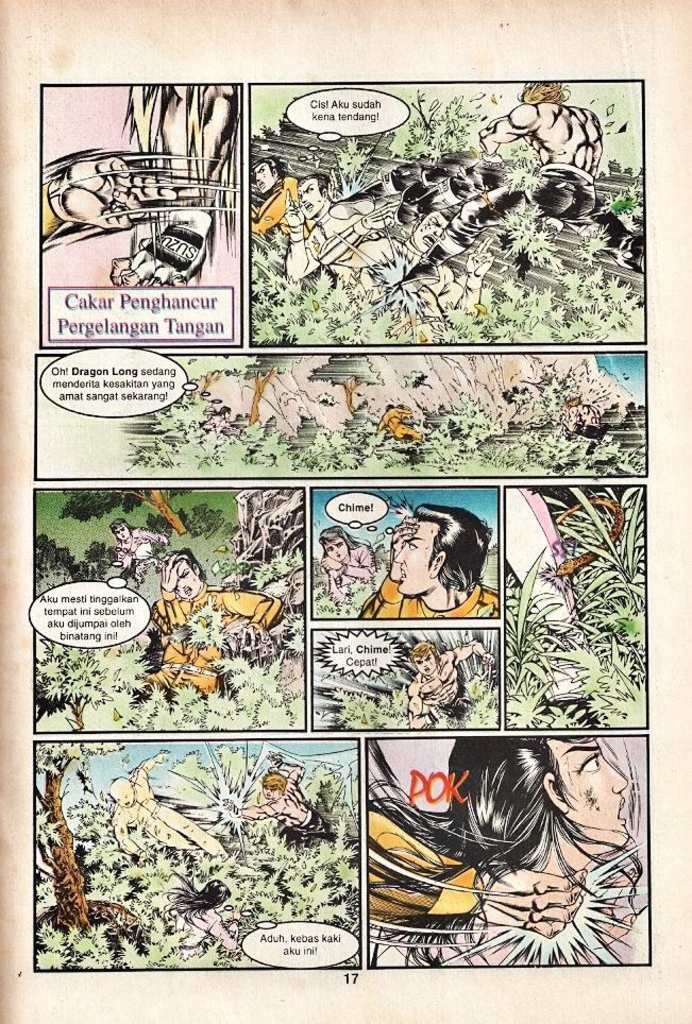 SUZU
Cakar Penghancur
Pergelangan Tangan
Cis! Aku sudah
kena tendang!
Oh! Dragon Long sedang
menderita kesakitan yang
amat sangat sekarang!
Aku mesti tinggalkan
tempat ini sebelum
aku dijumpai oleh
binatang ini!
Chime!
Lari, Chime!
Cepat!
Aduh, kebas kaki
aku ini!
POK
17